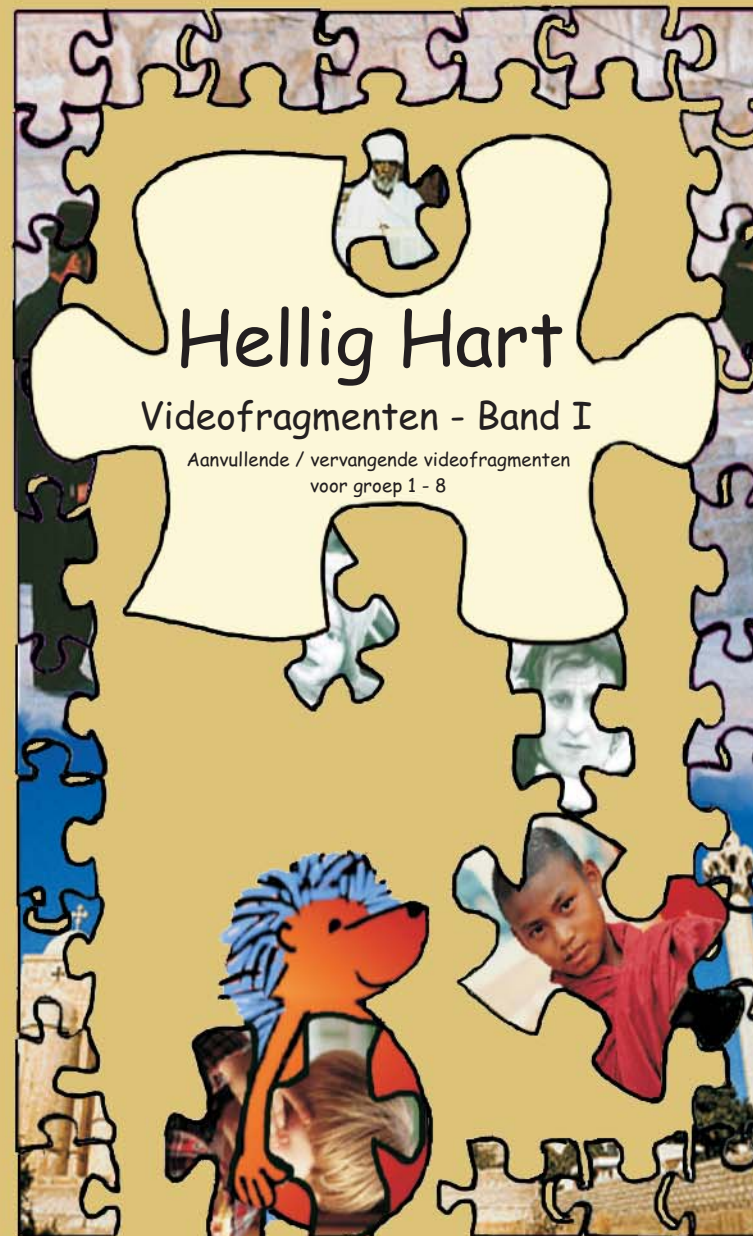 Hellig Hart
Videofragmenten - Band I
Aanvullende / vervangende videofragmenten
voor groep 1 - 8